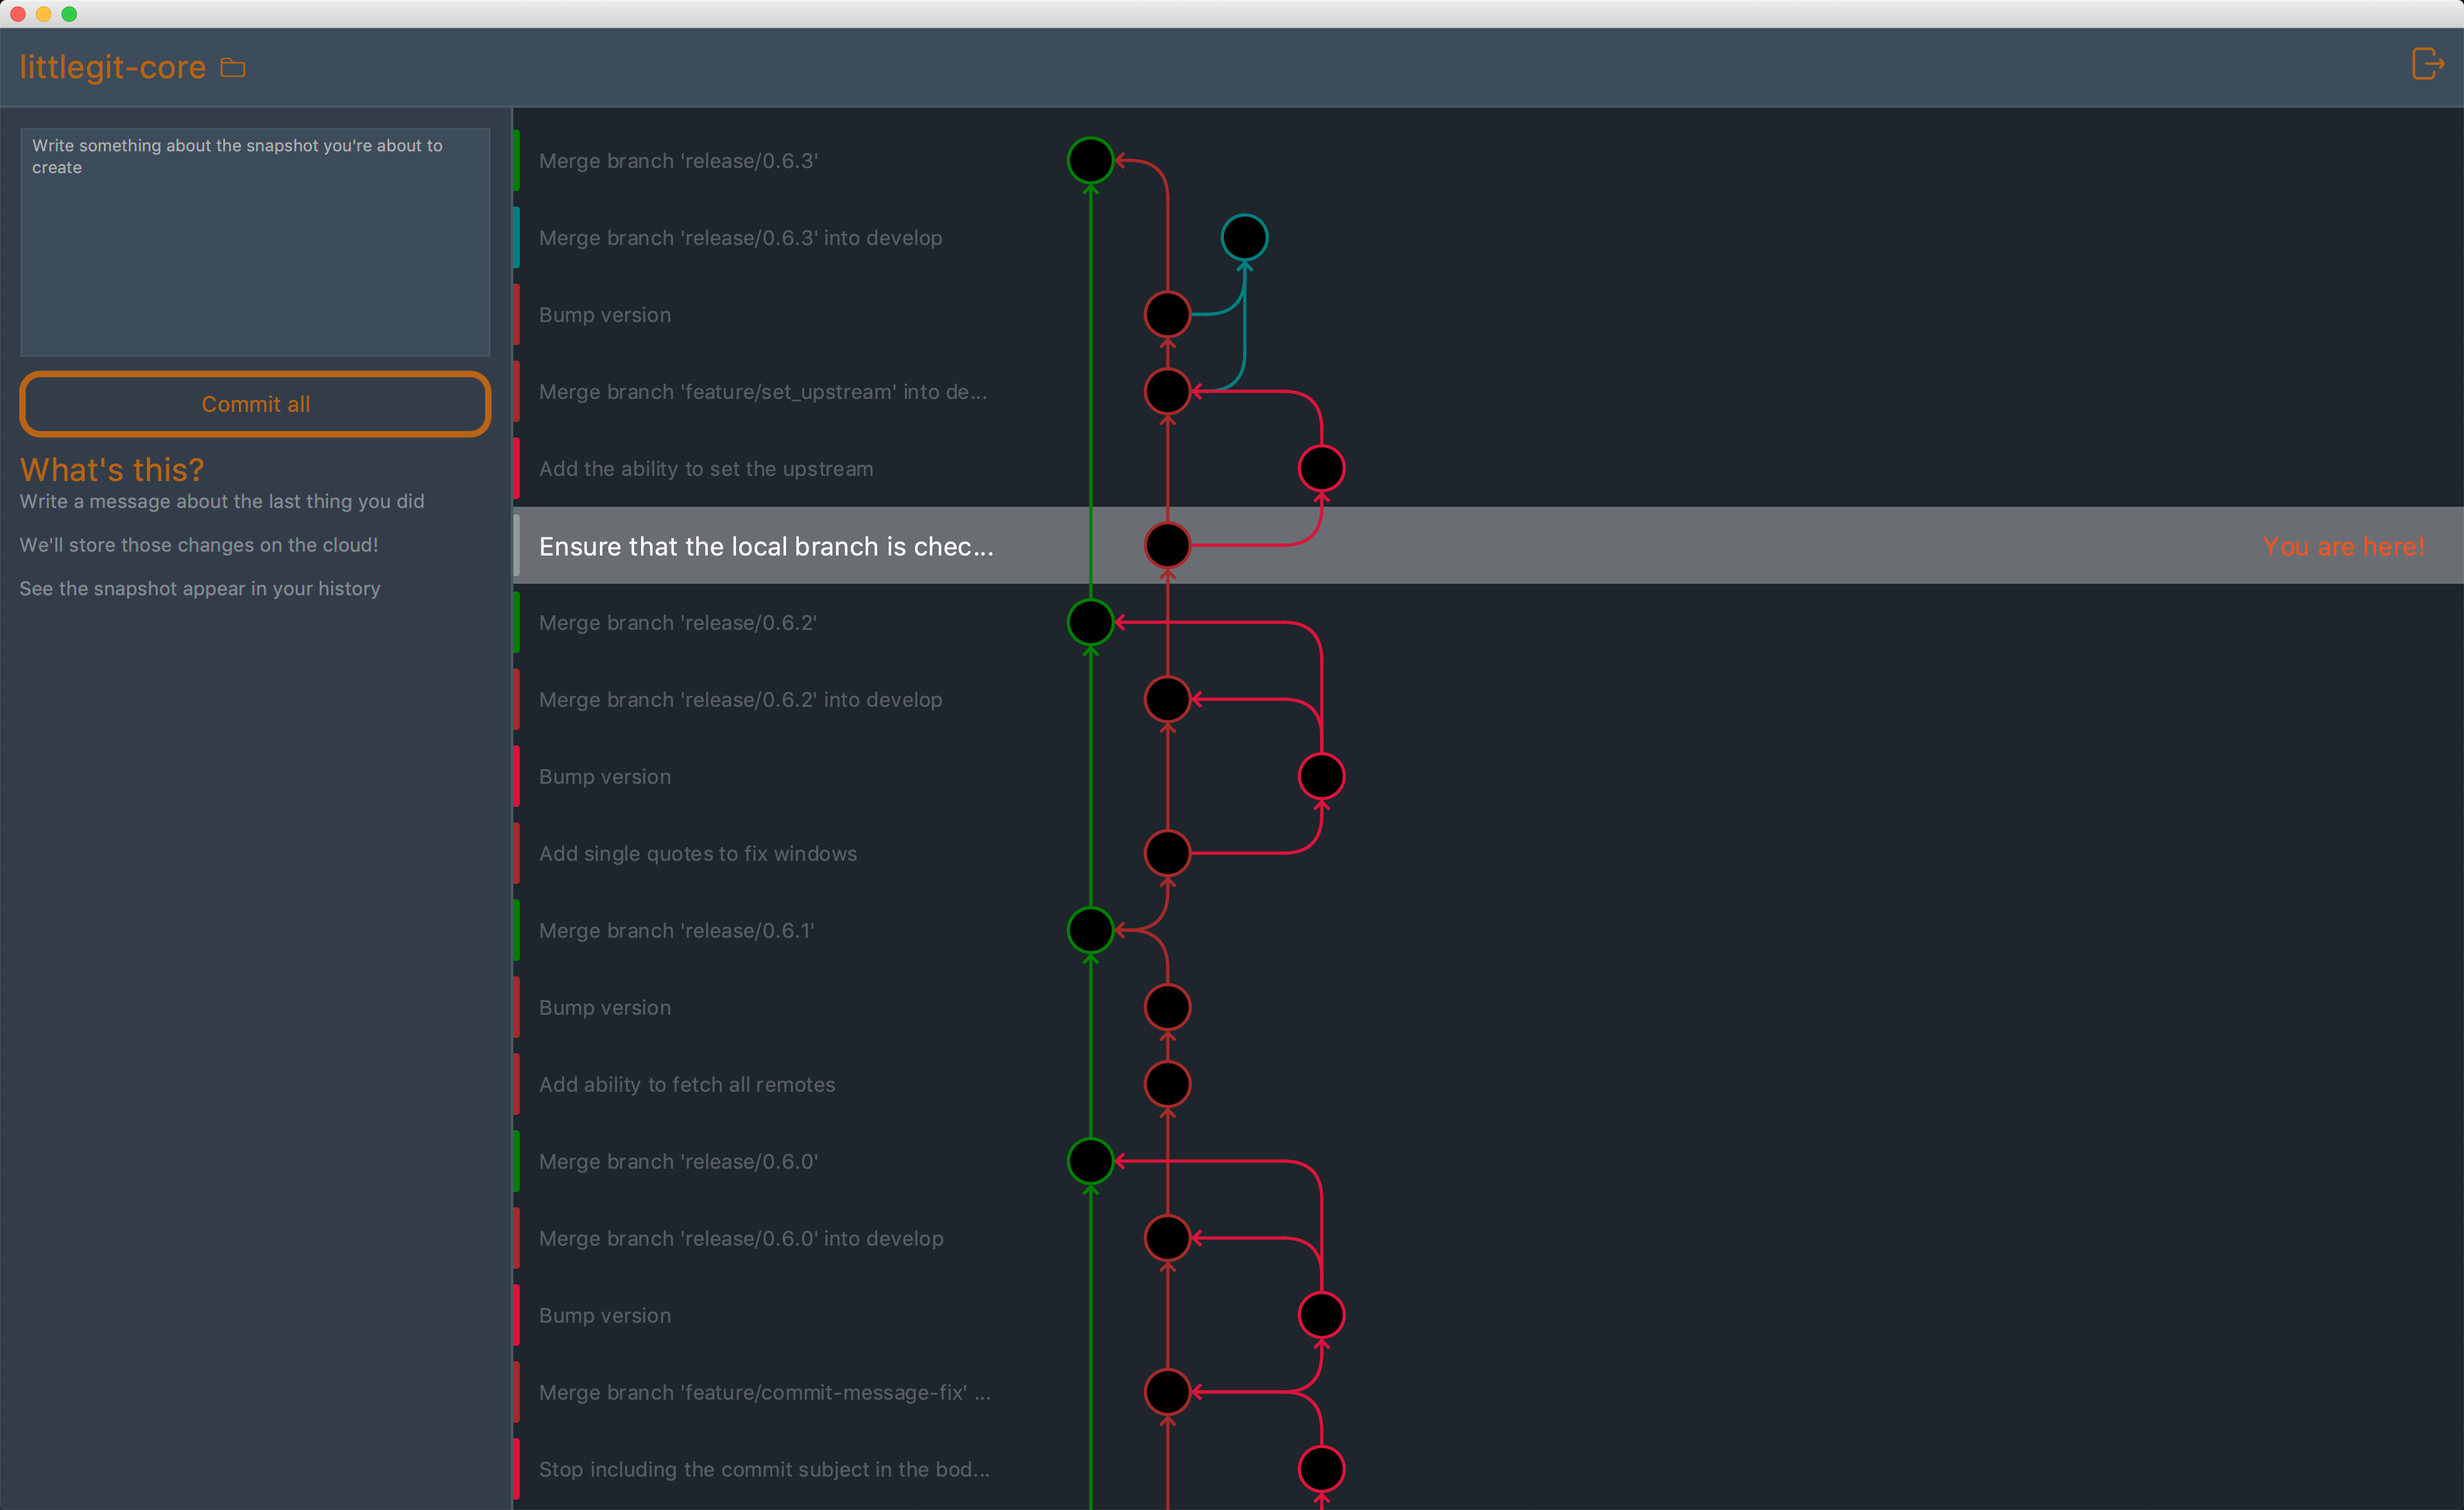 littlegit-core
Write something about the snapshot you're about to
create
Commit all
What's this?
Write a message about the last thing you did
We'll store those changes on the cloud!
See the snapshot appear in your history
Merge branch 'release/0.6.3'
Merge branch 'release/0.6.3' into develop
Bump version
Merge branch 'feature/set_upstream' into de...
Add the ability to set the upstream
Ensure that the local branch is chec... You are here!
Merge branch 'release/0.6.2'
Merge branch 'release/0.6.2' into develop
Bump version
Add single quotes to fix windows
Merge branch 'release/0.6.1'
Bump version
Add ability to fetch all remotes
Merge branch 'release/0.6.0'
Merge branch 'release/0.6.0' into develop
Bump version
Merge branch 'feature/commit-message-fix' ...
Stop including the commit subject in the bod...